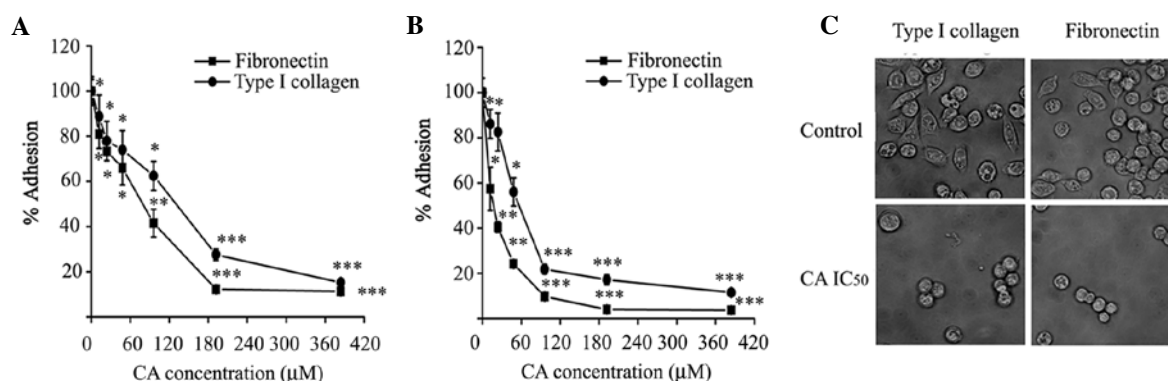 A
% Adhesion
120
100
80
60
40
20
Fibronectin
Type I collagen
*
*
*
*
*
*
*
**
***
***
***
***
0 60 120 180 240 300 360 420
CA concentration (µM)
B
% Adhesion
120
100
80
60
40
20
Fibronectin
Type I collagen
**
*
*
**
**
***
***
***
***
***
***
0 60 120 180 240 300 360 420
CA concentration (µM)
C
Type I collagen Fibronectin
Control
CA IC50